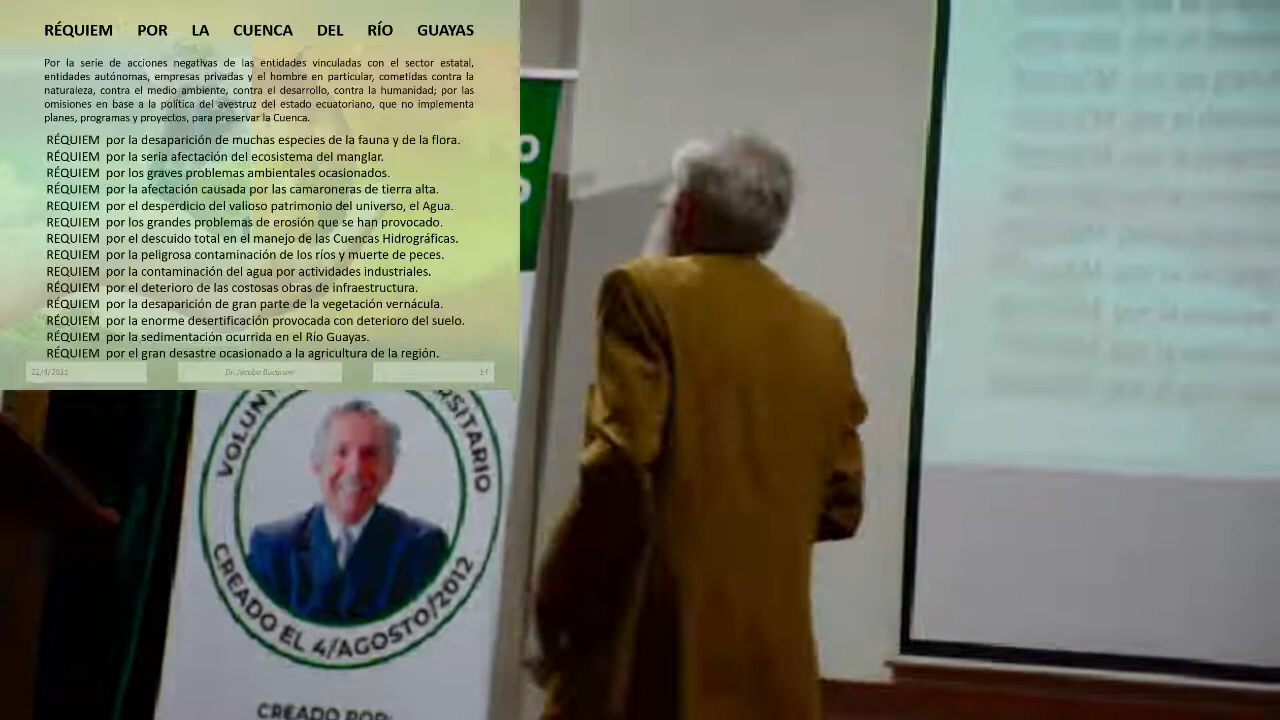 RÉQUIEM POR LA CUENCA DEL RÍO GUAYAS
Por la serie de acciones negativas de las entidades vinculadas con el sector estatal,
entidades autónomas, empresas privadas y el hombre en particular, cometidas contra la
naturaleza, contra el medio ambiente, contra el desarrollo, contra la humanidad; por las
omisiones en base a la política del avestruz del estado ecuatoriano, que no implementa
planes, programas y proyectos, para preservar la Cuenca.
RÉQUIEM por la desaparición de muchas especies de la fauna y de la flora.
RÉQUIEM por la seria afectación del ecosistema del manglar.
RÉQUIEM por los graves problemas ambientales ocasionados.
RÉQUIEM por la afectación causada por las camaroneras de tierra alta.
RÉQUIEM por el desperdicio del valioso patrimonio del universo, el Agua.
RÉQUIEM por los grandes problemas de erosión que se han provocado.
RÉQUIEM por el descuido total en el manejo de las Cuencas Hidrográficas.
RÉQUIEM por la peligrosa contaminación de los ríos y muerte de peces.
RÉQUIEM por la contaminación del agua por actividades industriales.
RÉQUIEM por el deterioro de las costosas obras de infraestructura.
RÉQUIEM por la desaparición de gran parte de la vegetación vernácula.
RÉQUIEM por la enorme desertificación provocada con deterioro del suelo.
RÉQUIEM por la sedimentación ocurrida en el Río Guayas.
RÉQUIEM por el gran desastre ocasionado a la agricultura de la región.
22/4/2021 Dr. Jacobo Bucaram 14
VOLUNT
RSITARIO
CREADO EL 4/AGOSTO/2012
CREADO POR: